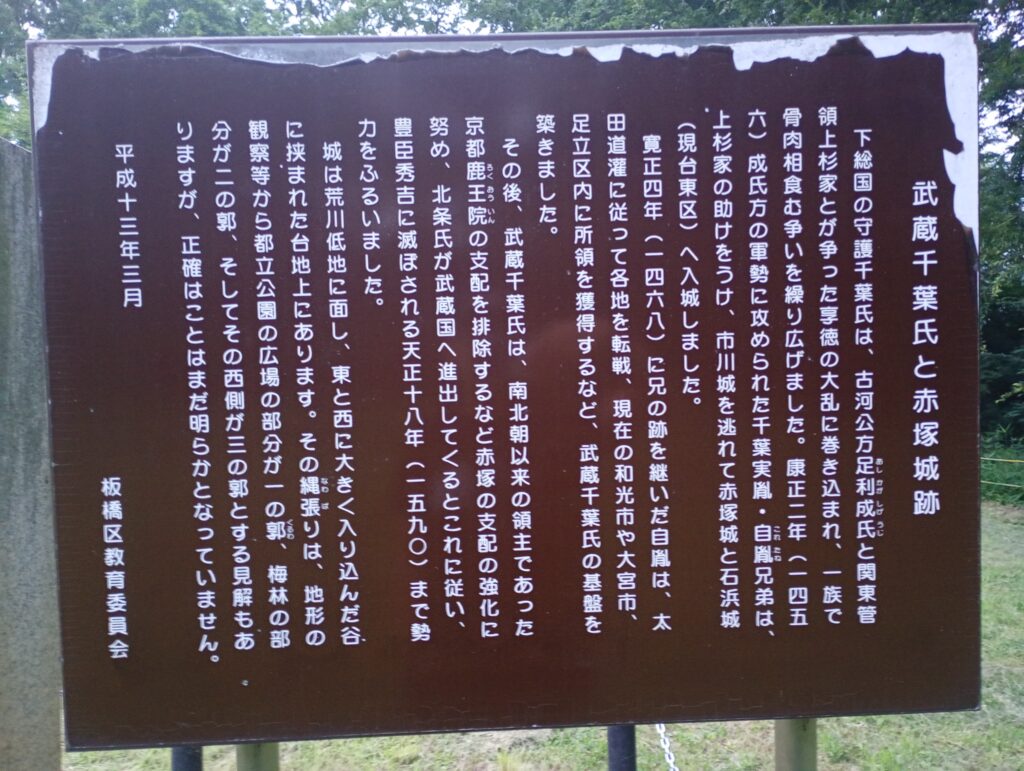 武蔵千葉氏と赤塚城跡
下総国の守護千葉氏は、古河公方足利成氏と関東管
領上杉家とが争った享徳の大乱に巻き込まれ、一族で
骨肉相食む争いを繰り広げました。康正二年（一四五
六）成氏方の軍勢に攻められた千葉実胤・自胤兄弟は、
上杉家の助けをうけ、市川城を逃れて赤塚城と石浜城
（現台東区）へ入城しました。
寛正四年（一四六八）に兄の跡を継いだ自胤は、太
田道灌に従って各地を転戦、現在の和光市や大宮市、
足立区内に所領を獲得するなど、武蔵千葉氏の基盤を
築きました。
その後、武蔵千葉氏は、南北朝以来の領主であった
京都鹿王院の支配を排除するなど赤塚の支配の強化に
努め、北条氏が武蔵国へ進出してくるとこれに従い、
豊臣秀吉に滅ぼされる天正十八年（一五九〇）まで勢
力をふるいました。
城は荒川低地に面し、東と西に大きく入り込んだ谷
に挟まれた台地上にあります。その縄張りは、地形の
観察等から都立公園の広場の部分が一の郭、梅林の部
分が二の郭、そしてその西側が三の郭とする見解もあ
りますが、正確はことはまだ明らかとなっていません。
平成十三年三月
板橋区教育委員会